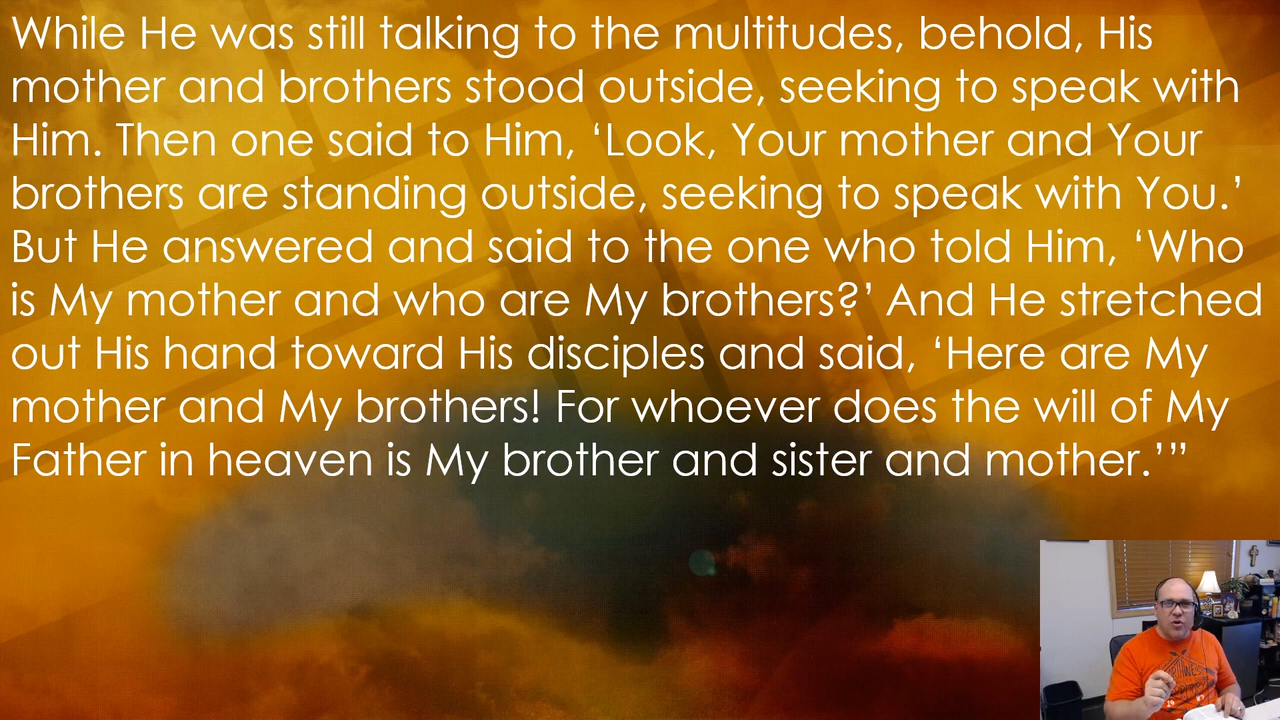 While He was still talking to the multitudes, behold, His
mother and brothers stood outside, seeking to speak with
Him. Then one said to Him, ‘Look, Your mother and Your
brothers are standing outside, seeking to speak with You.’
But He answered and said to the one who told Him, ‘Who
is My mother and who are My brothers?’ And He stretched
out His hand toward His disciples and said, ‘Here are My
mother and My brothers! For whoever does the will of My
Father in heaven is My brother and sister and mother.’”